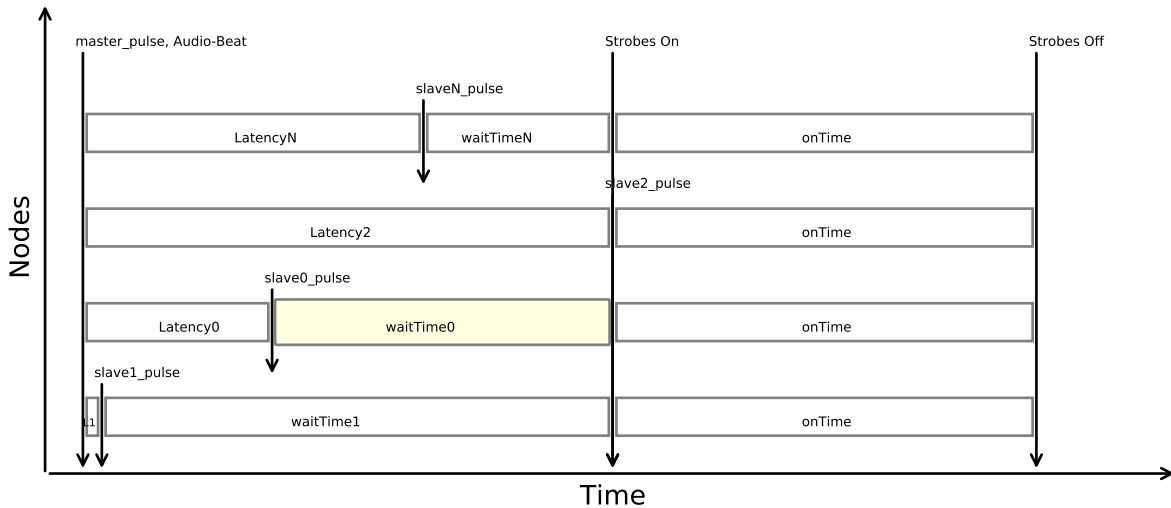 master_pulse, Audio-Beat
Strobes On
Strobes Off
slaveN_pulse
LatencyN
waitTimeN
onTime
slave2_pulse
Latency2
onTime
slave0_pulse
Latency0
waitTime0
onTime
slave1_pulse
L1
waitTime1
onTime
Nodes
Time